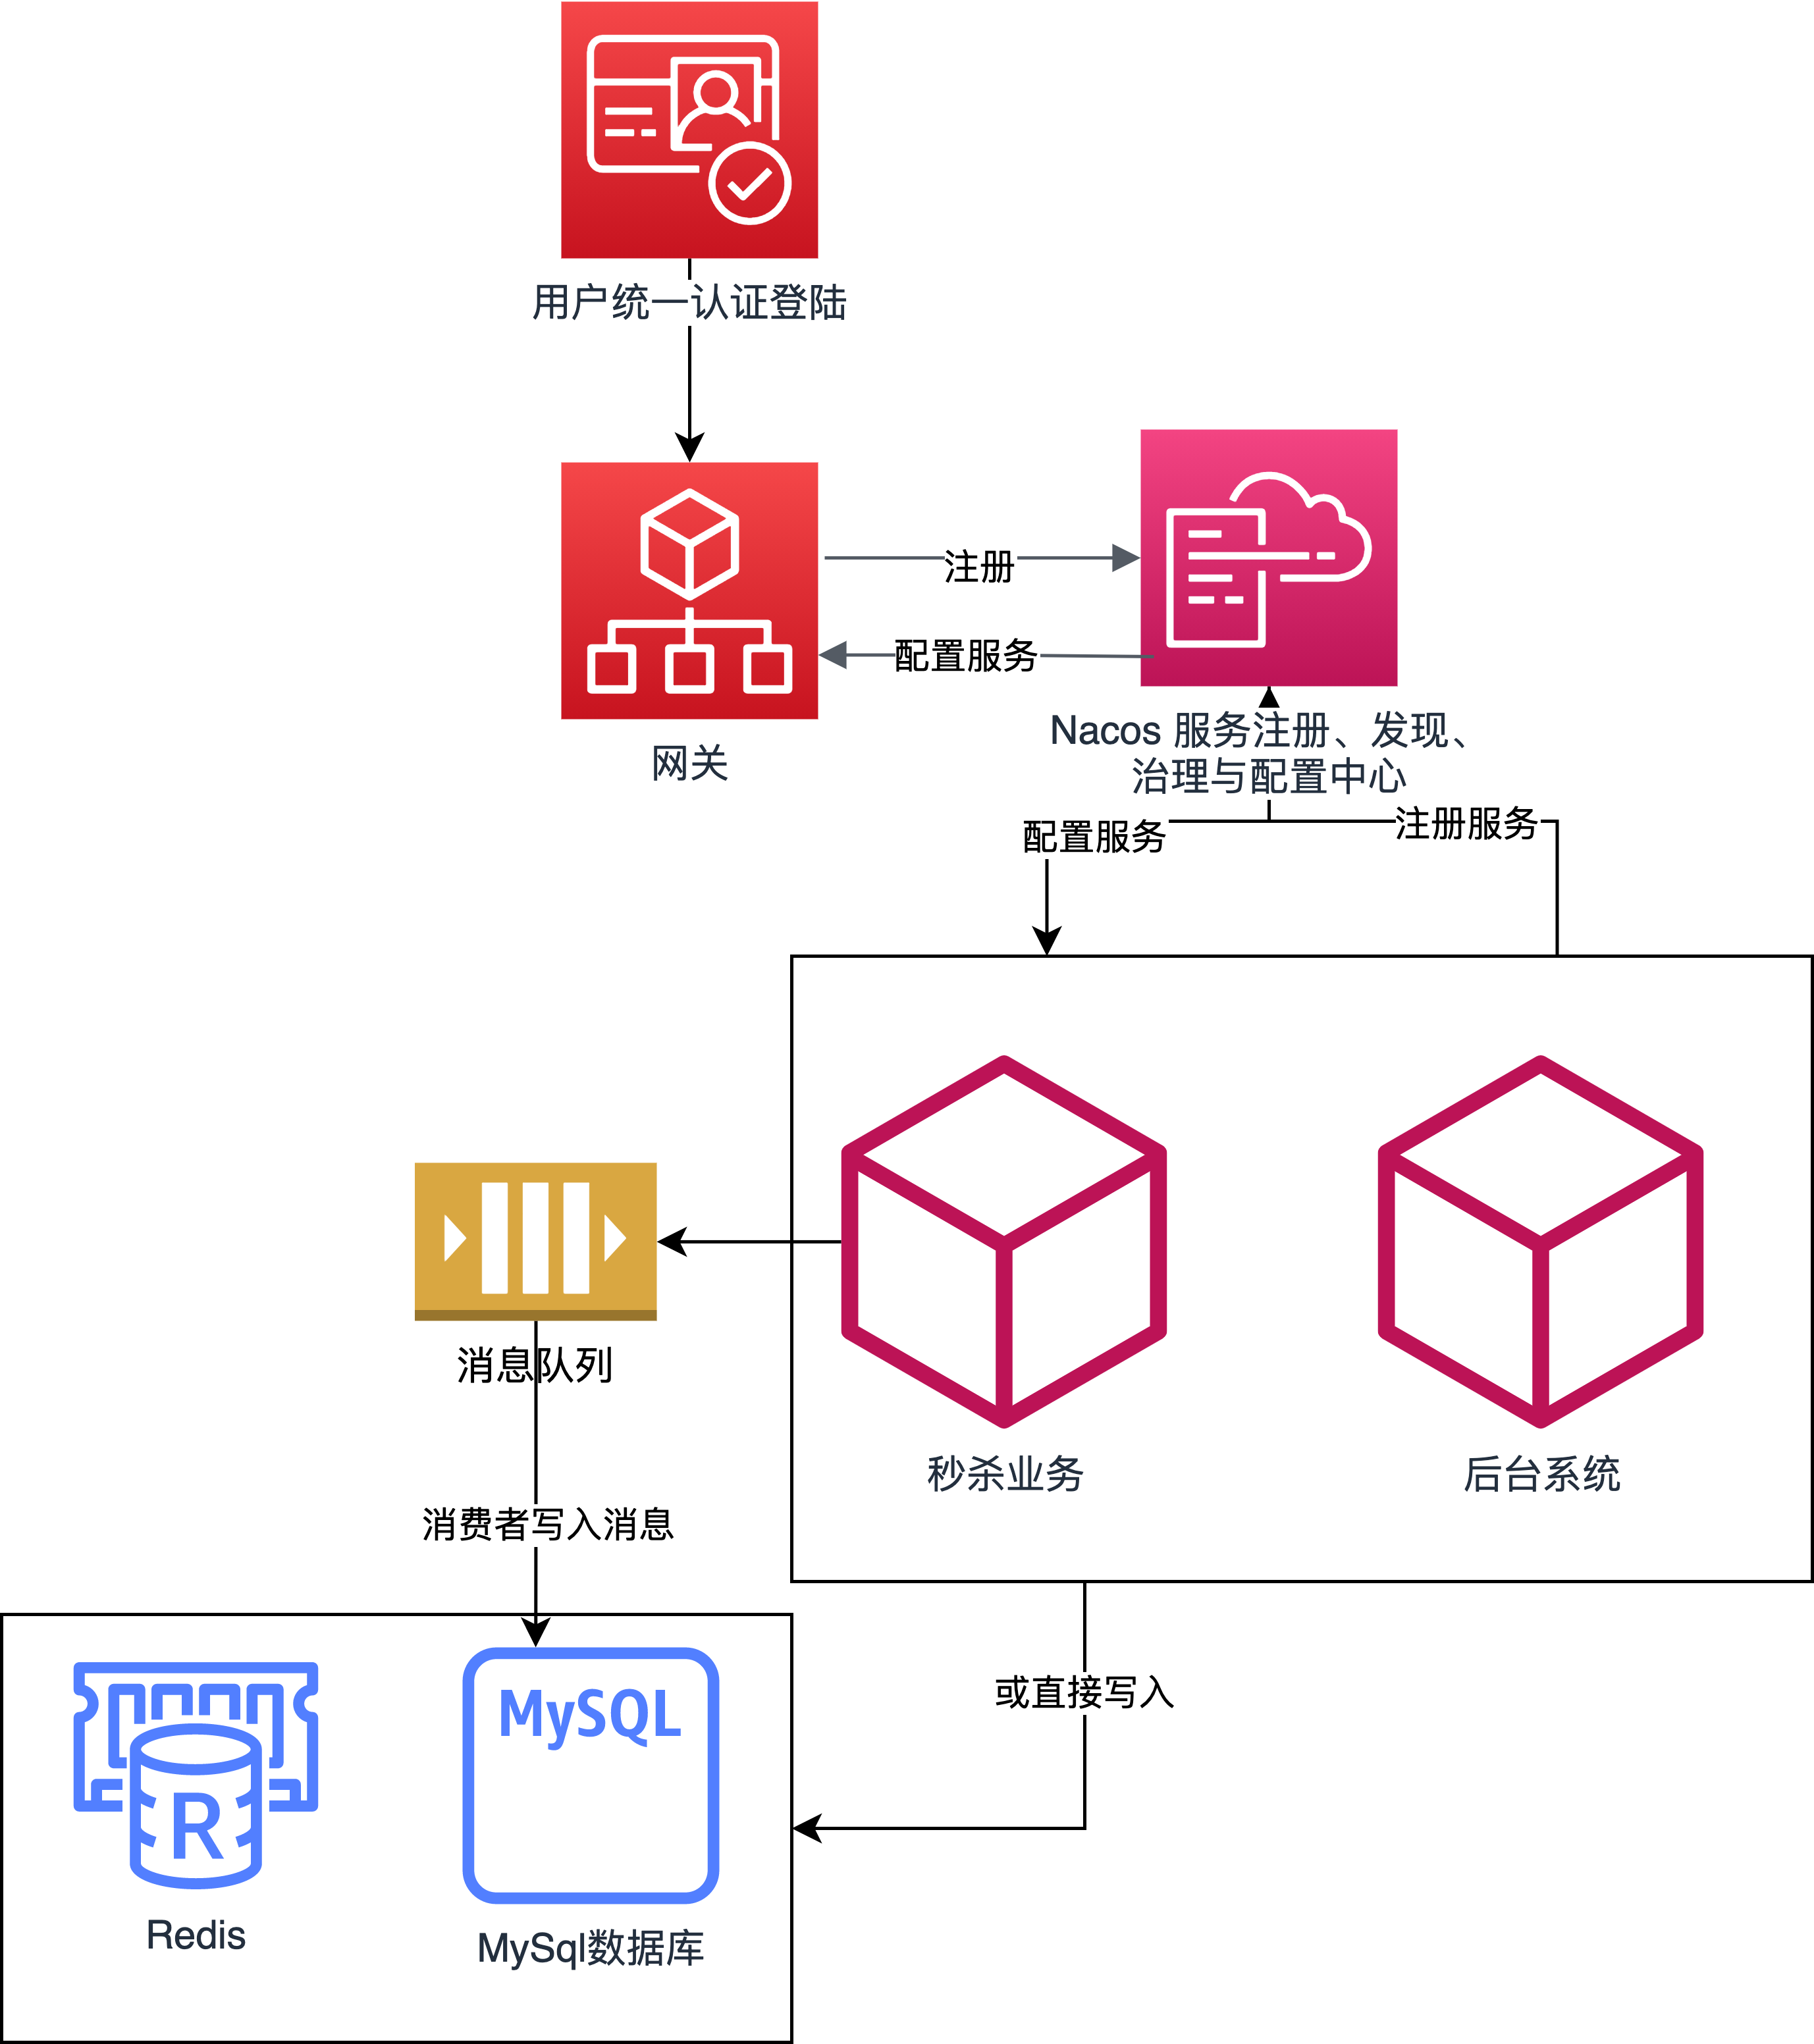 用户统一认证登陆
注册
配置服务
网关
Nacos 服务注册、发现、
治理与配置中心
配置服务
注册服务
消息队列
秒杀业务
后台系统
消费者写入消息
或直接写入
MySQL
R
Redis
MySql数据库